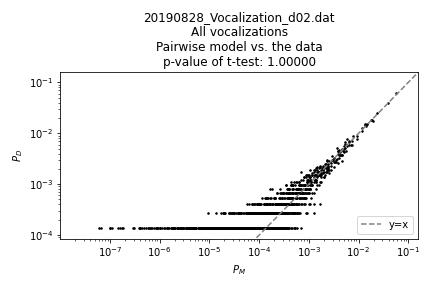 20190828_Vocalization_d02.dat
All vocalizations
Pairwise model vs. the data
p-value of t-test: 1.00000
10⁻¹
10⁻²
10⁻³
10⁻⁴
P_D
y=x
10⁻⁷ 10⁻⁶ 10⁻⁵ 10⁻⁴ 10⁻³ 10⁻² 10⁻¹
P_M